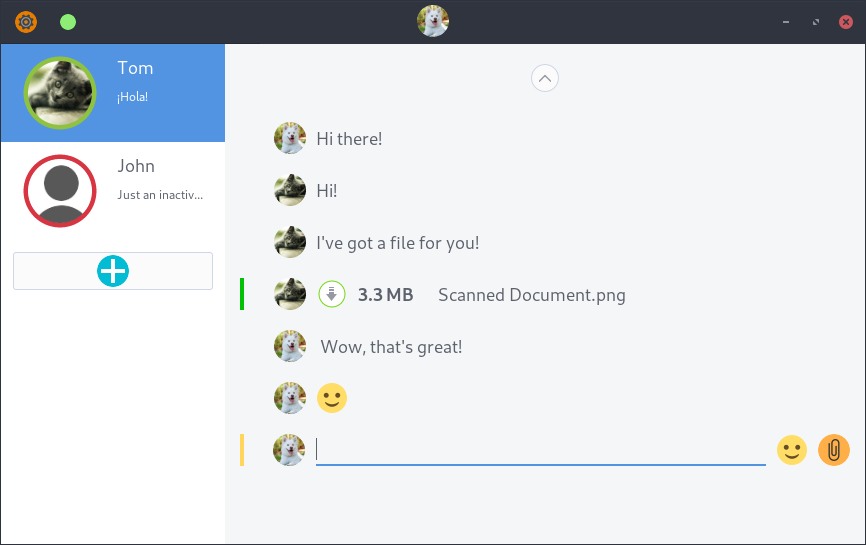 Tom
¡Hola!
John
Just an inactiv...
Hi there!
Hi!
I've got a file for you!
3.3 MB Scanned Document.png
Wow, that's great!